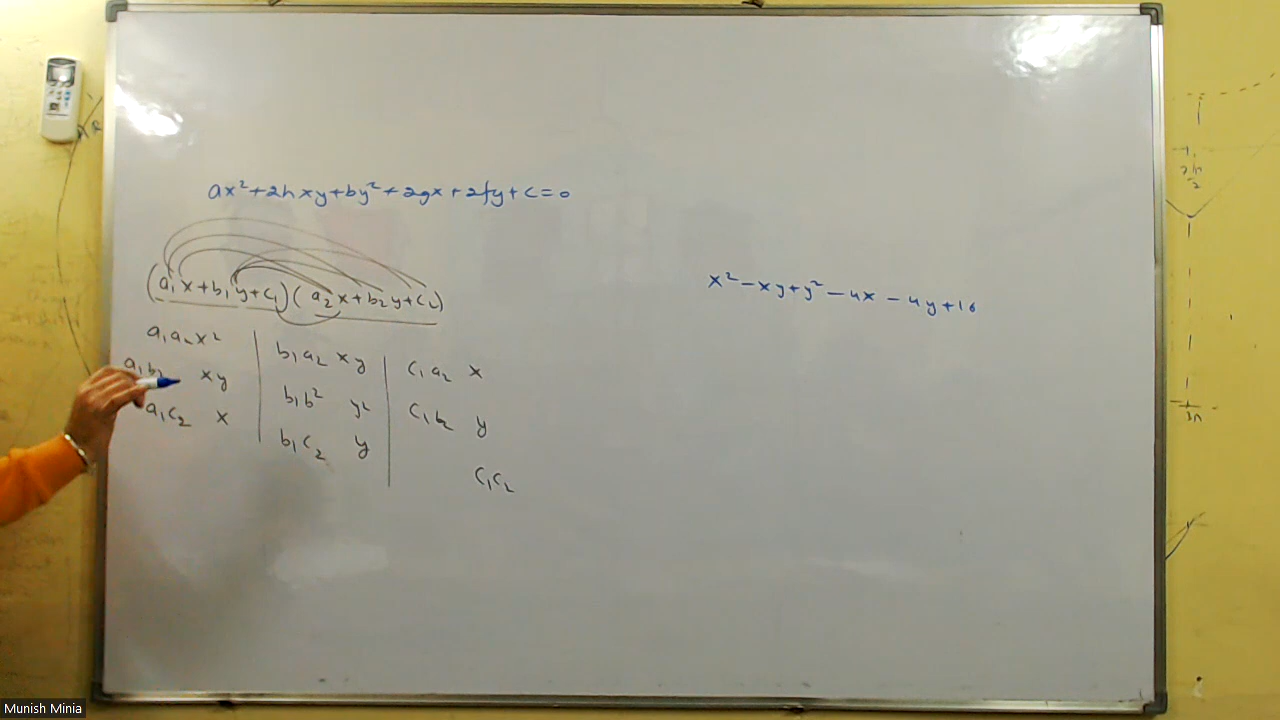 ax²+2hxy+by²+2gx+2fy+c=0
(a₁x+b₁y+c₁)(a₂x+b₂y+c₂)
a₁a₂x² b₁a₂ xy c₁a₂ x
a₁b₂ xy b₁b² y² c₁b₂ y
a₁c₂ x b₁c₂ y c₁c₂
x²-xy+y²-4x-4y+16
Munish Minia